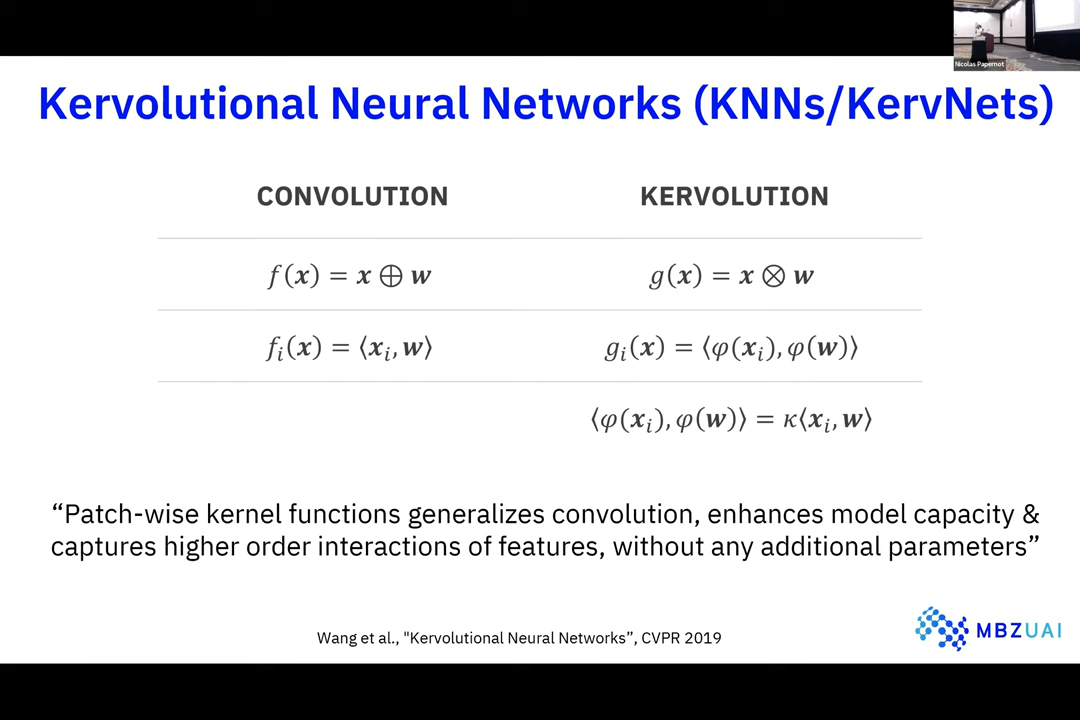 Nicolas Papernot
Kervolutional Neural Networks (KNNs/KervNets)
CONVOLUTION
KERVOLUTION
f(x) = x ⊕ w
g(x) = x ⊗ w
fᵢ(x) = ⟨xᵢ, w⟩
gᵢ(x) = ⟨φ(xᵢ), φ(w)⟩
⟨φ(xᵢ), φ(w)⟩ = κ⟨xᵢ, w⟩
“Patch-wise kernel functions generalizes convolution, enhances model capacity &
captures higher order interactions of features, without any additional parameters”
Wang et al., "Kervolutional Neural Networks”, CVPR 2019
MBZUAI